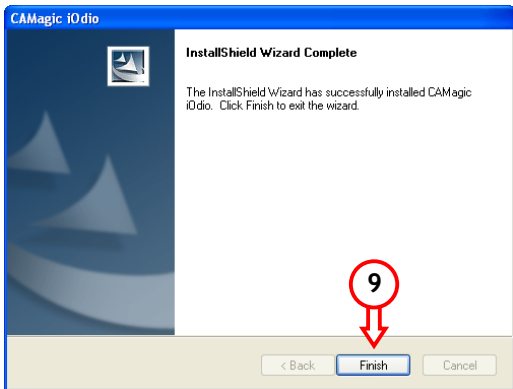 CAMagic iOdio
InstallShield Wizard Complete
The InstallShield Wizard has successfully installed CAMagic
iOdio. Click Finish to exit the wizard.
9
< Back
Finish
Cancel